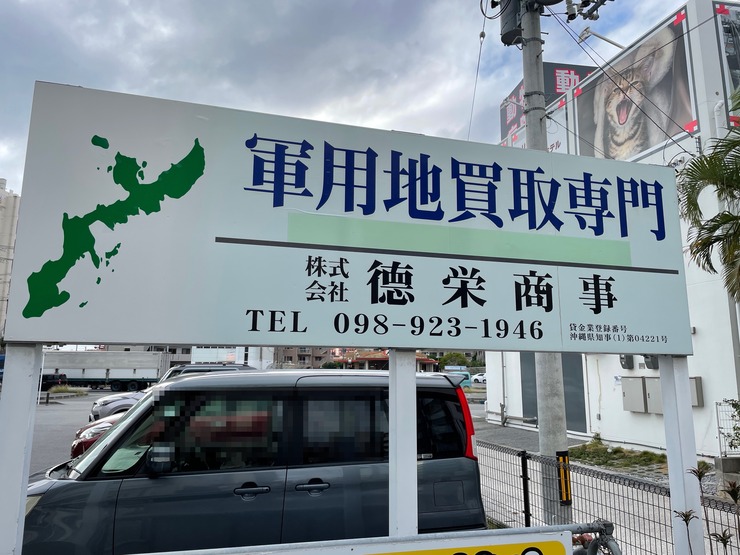 軍用地買取専門
株式会社 德栄商事
TEL 098-923-1946
貸金業登録番号
沖縄県知事(1)第04221号
動